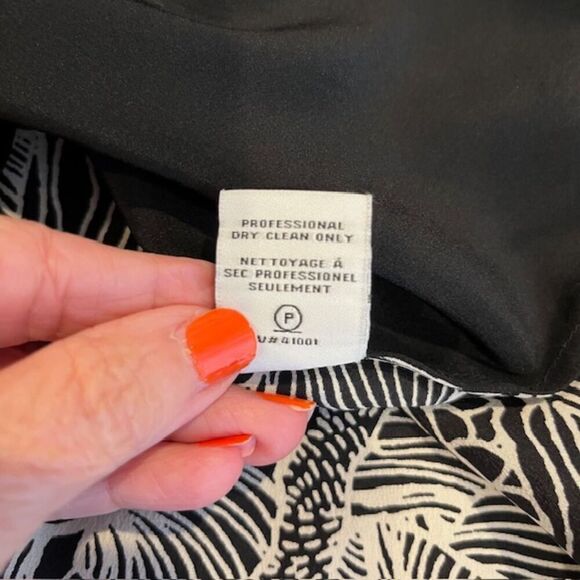 PROFESSIONAL
DRY CLEAN ONLY
NETTOYAGE Á
SEC PROFESSIONEL
SEULEMENT
P
V# 41001